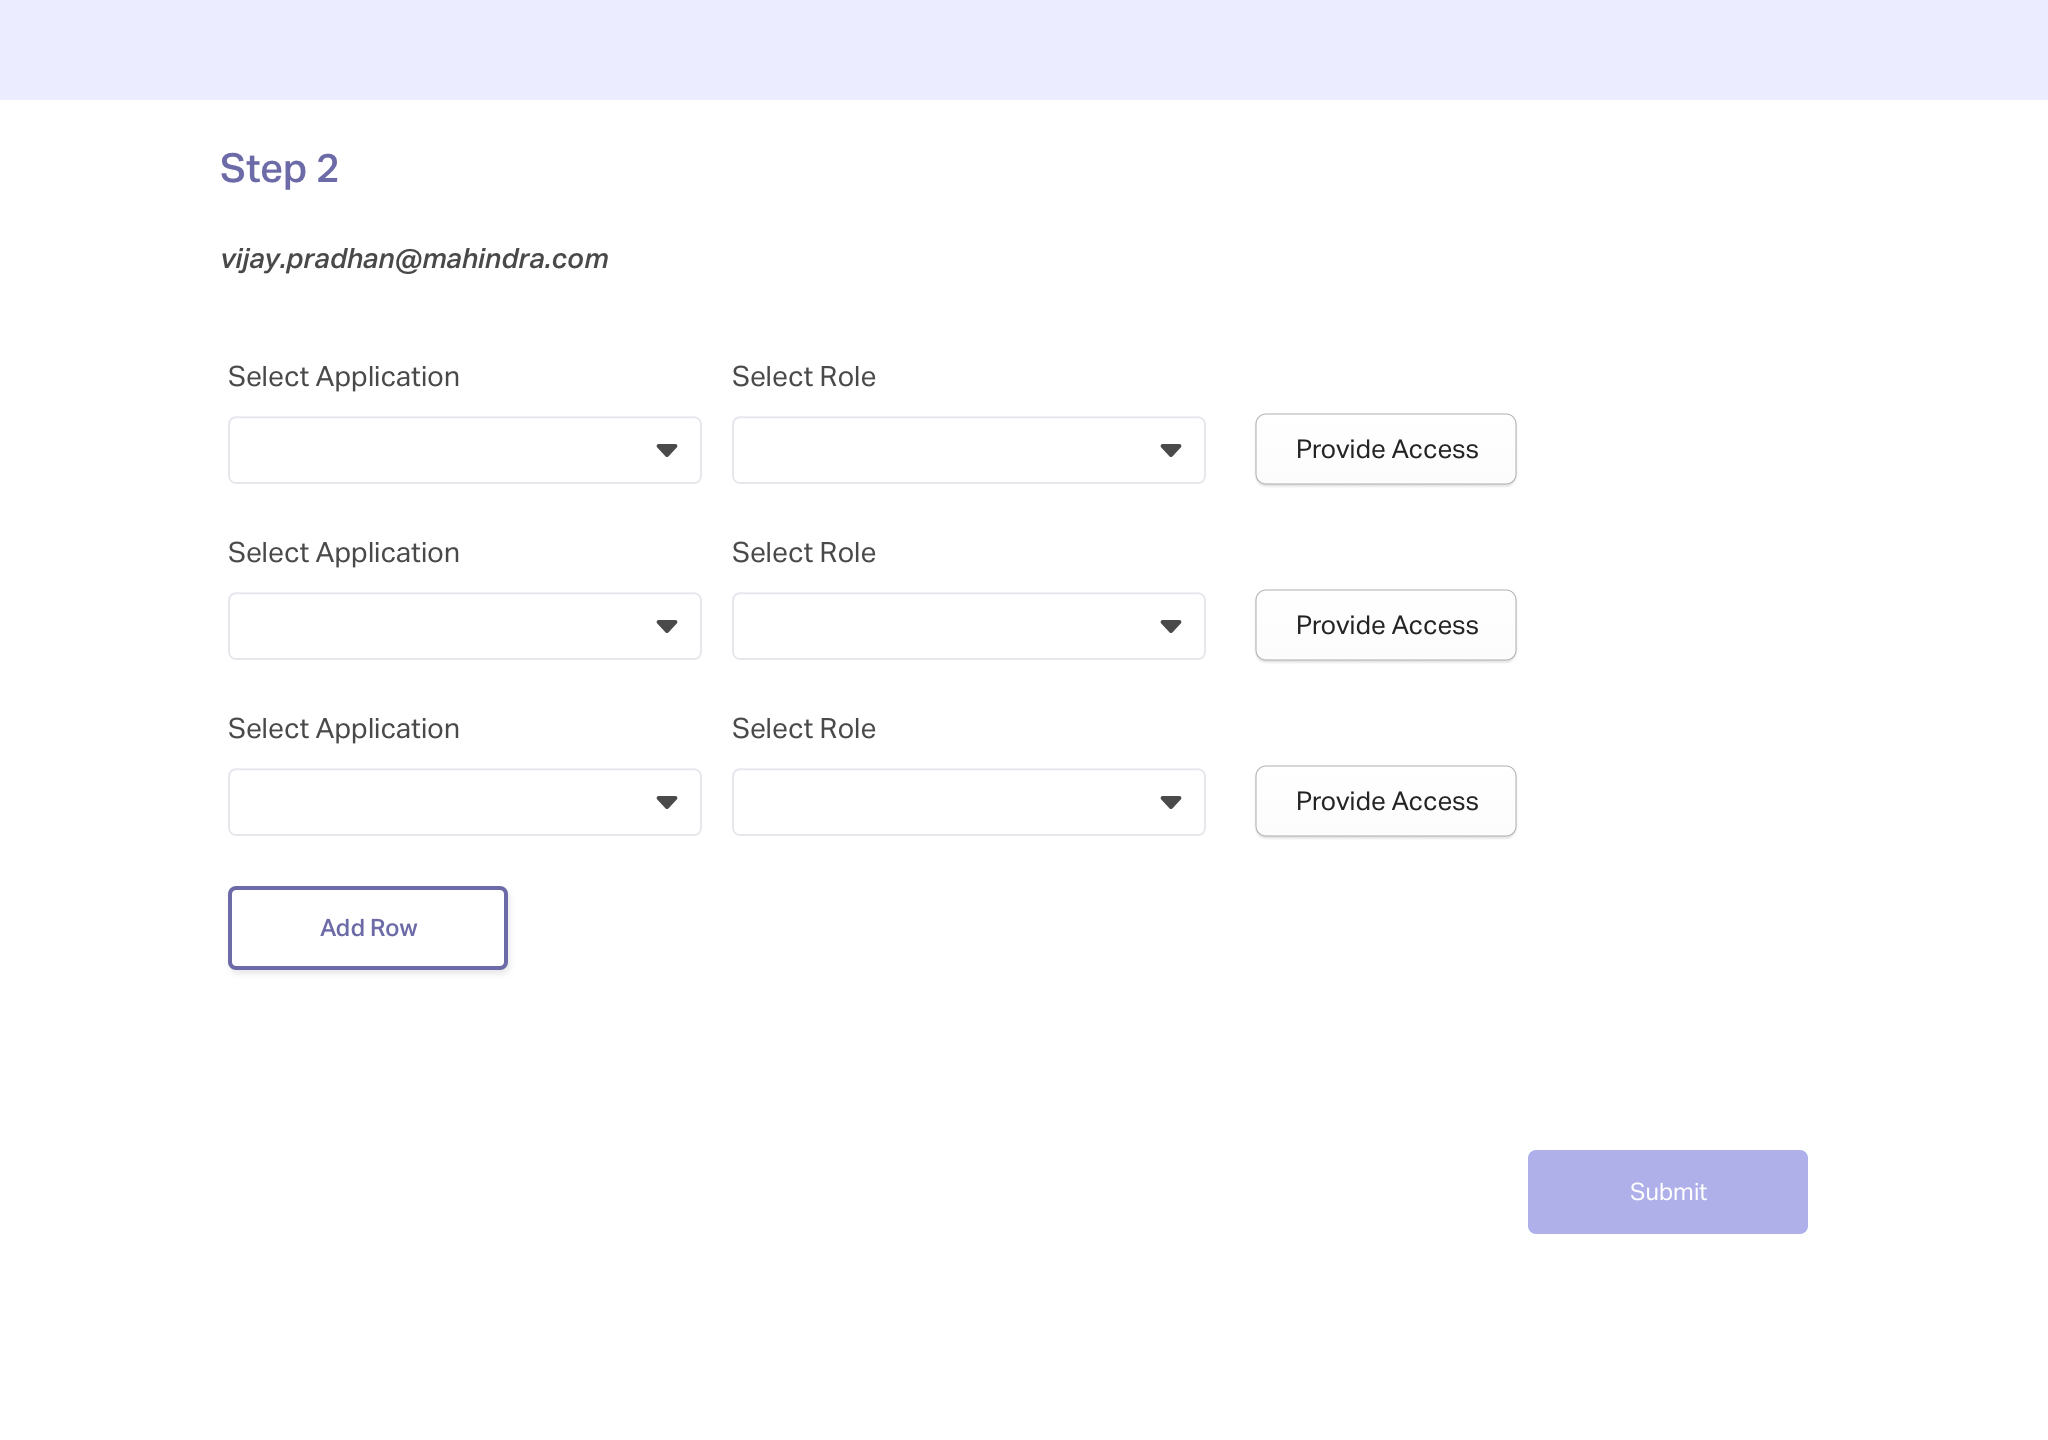 Step 2
vijay.pradhan@mahindra.com
Select Application Select Role
Provide Access
Select Application Select Role
Provide Access
Select Application Select Role
Provide Access
Add Row
Submit